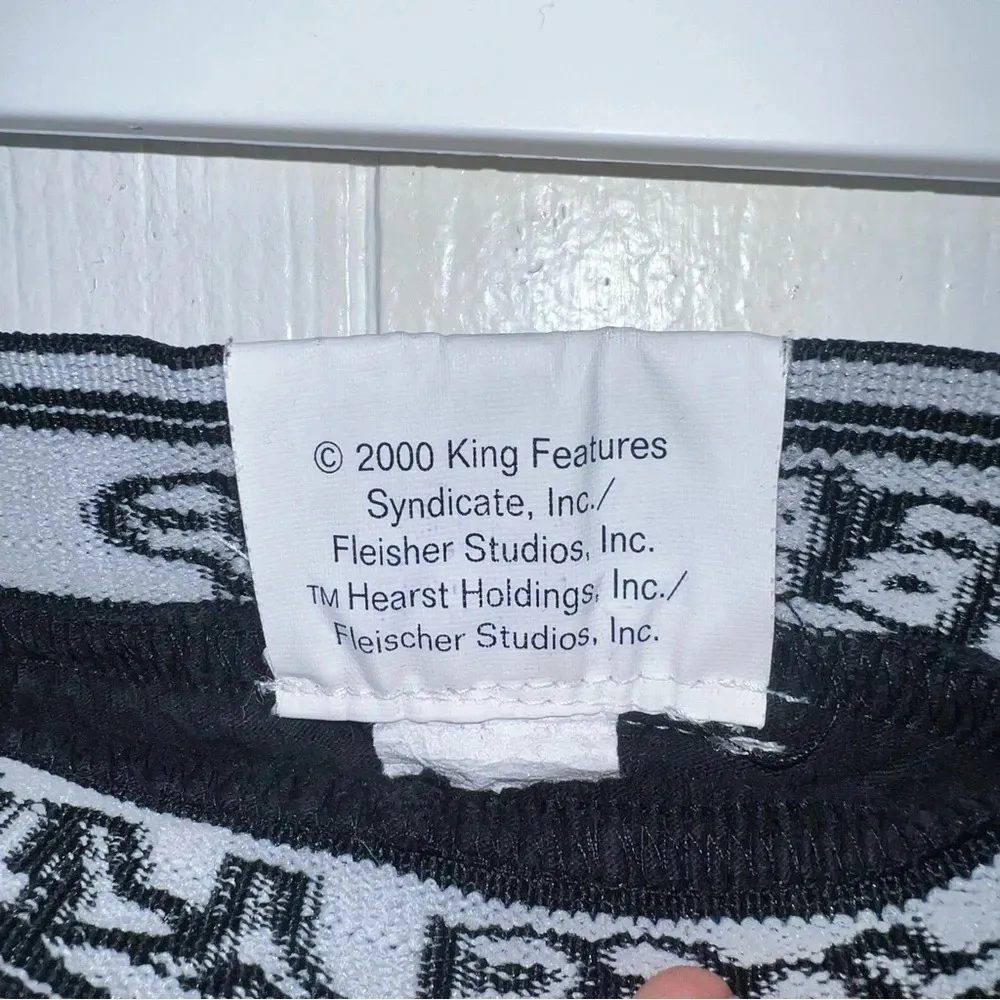 © 2000 King Features
Syndicate, Inc./
Fleisher Studios, Inc.
TM Hearst Holdings, Inc./
Fleischer Studios, Inc.